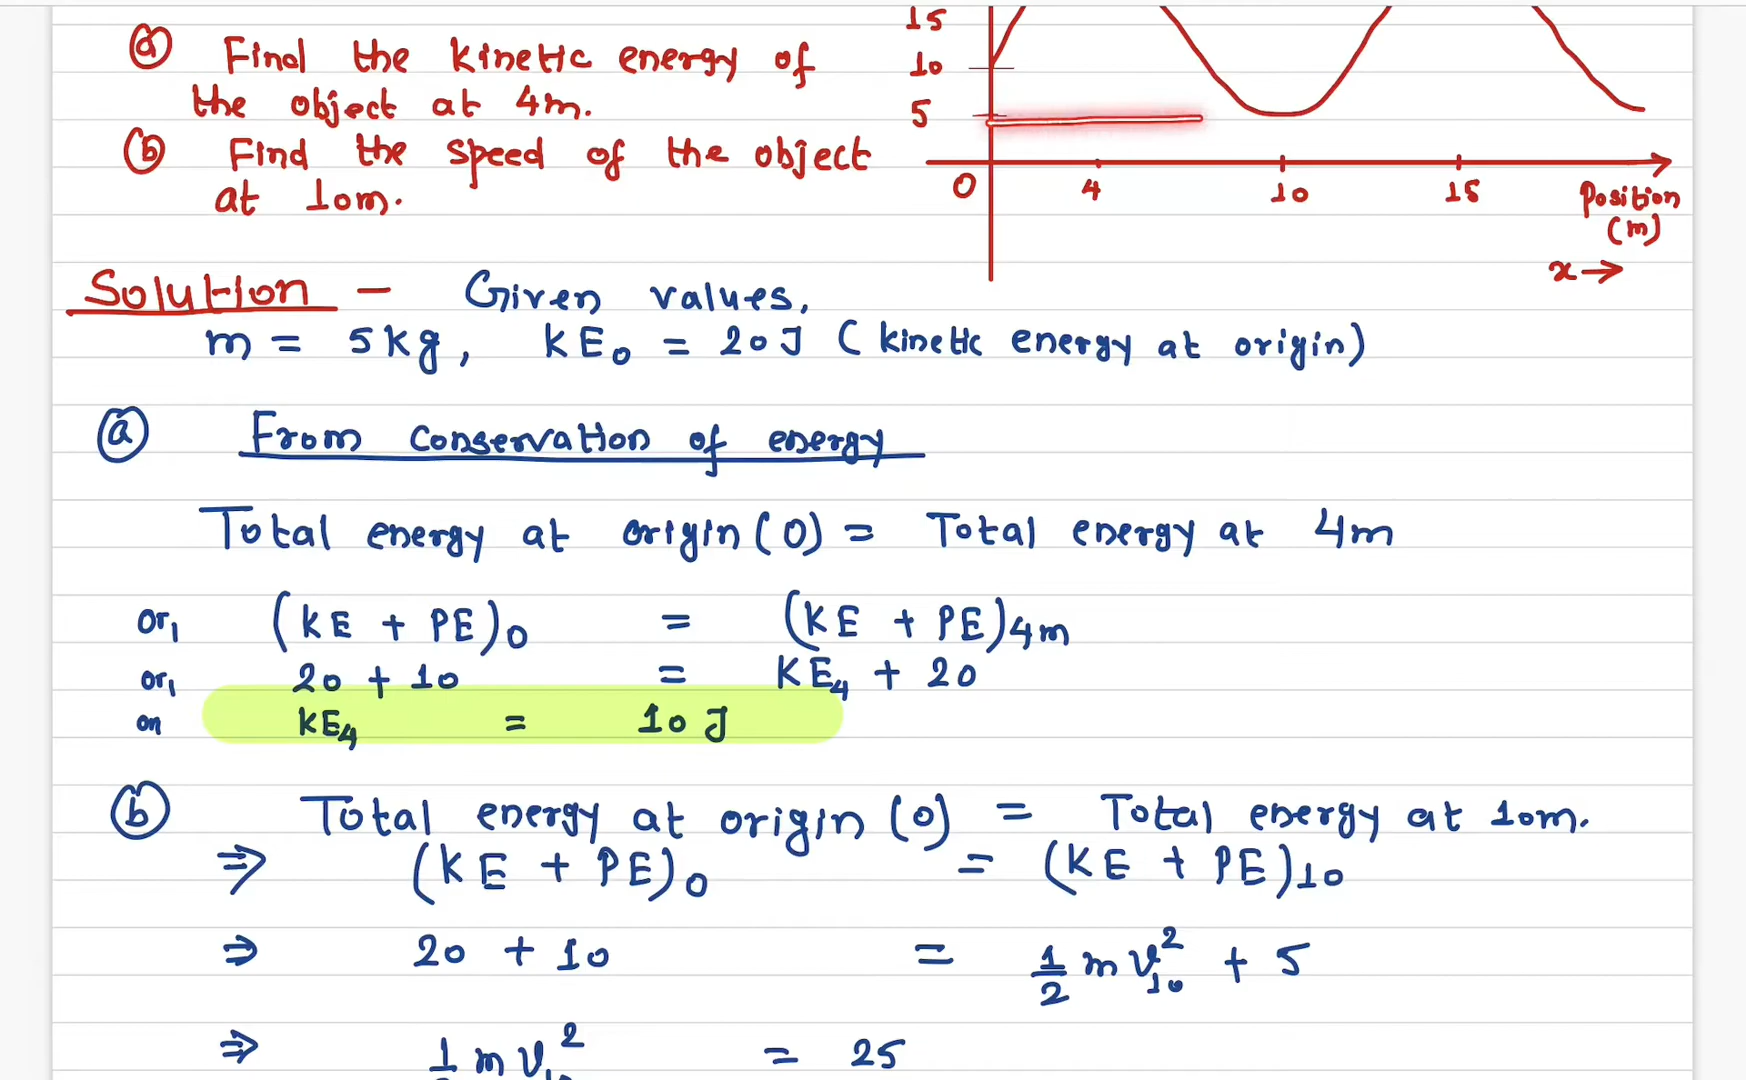 (a) Find the kinetic energy of
the object at 4m.
(b) Find the speed of the object
at 10m.
15
10
5
0 4 10 15 Position
(m)
x →
Solution - Given values,
m = 5kg, KE₀ = 20J (kinetic energy at origin)
(a) From conservation of energy
Total energy at origin (0) = Total energy at 4m
or, (KE + PE)₀ = (KE + PE)₄ₘ
or, 20 + 10 = KE₄ + 20
or KE₄ = 10 J
(b) Total energy at origin (0) = Total energy at 10m.
⇒ (KE + PE)₀ = (KE + PE)₁₀
⇒ 20 + 10 = 1/2 m v₁₀² + 5
⇒ 1/2 m v₁₀² = 25